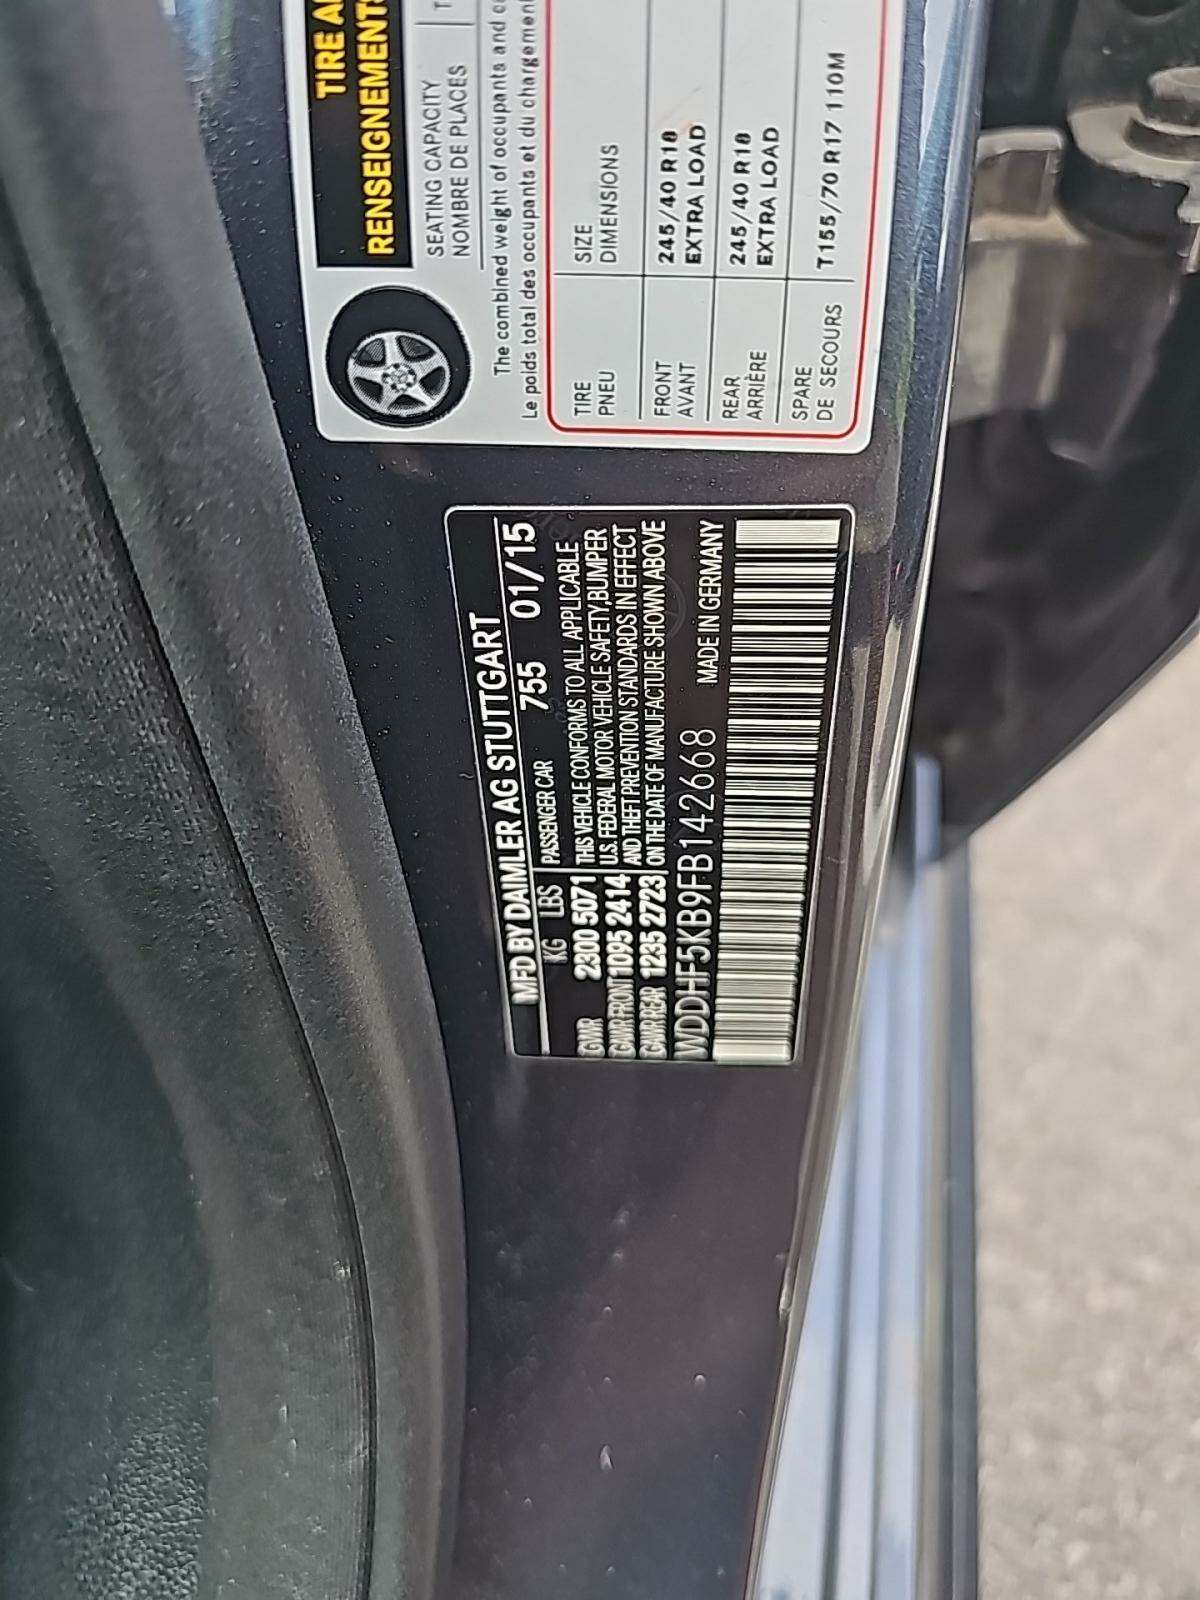 TIRE
RENSEIGNEMENTS
SEATING CAPACITY
NOMBRE DE PLACES
The combined weight of occupants and
Le poids total des occupants et du chargement
TIRE SIZE
PNEU DIMENSIONS
FRONT 245/40 R18
AVANT EXTRA LOAD
REAR 245/40 R18
ARRIÈRE EXTRA LOAD
SPARE T155/70 R17 110M
DE SECOURS
MFD BY DAIMLER AG STUTTGART
KG LBS PASSENGER CAR 755 01/15
GVWR 2300 5071 THIS VEHICLE CONFORMS TO ALL APPLICABLE
GAWR FRONT 1095 2414 U.S. FEDERAL MOTOR VEHICLE SAFETY,BUMPER
GAWR REAR 1235 2723 AND THEFT PREVENTION STANDARDS IN EFFECT
ON THE DATE OF MANUFACTURE SHOWN ABOVE
WDDHF5KB9FB142668 MADE IN GERMANY